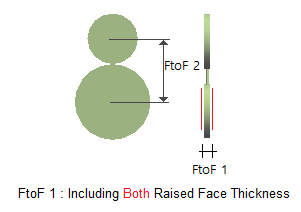 FtoF 2
FtoF 1
FtoF 1 : Including Both Raised Face Thickness